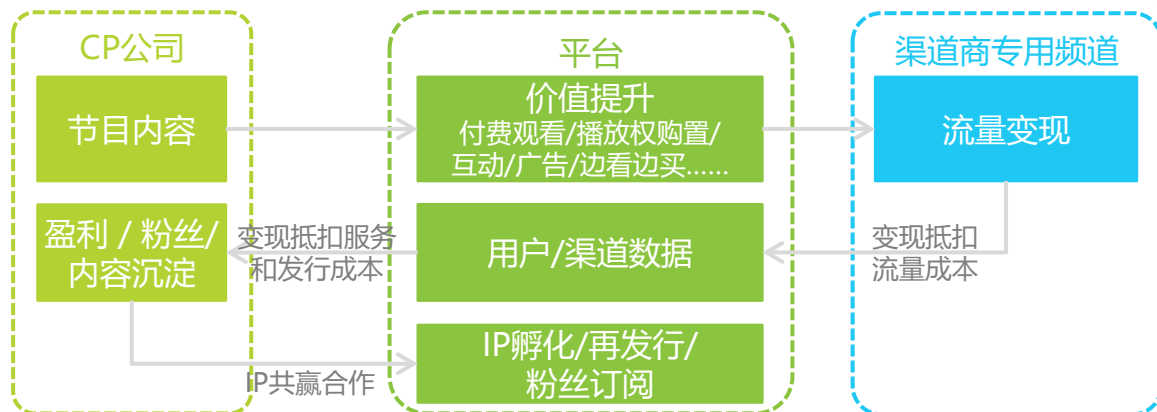 CP公司
节目内容
盈利 / 粉丝/
内容沉淀
变现抵扣服务
和发行成本
IP共赢合作
平台
价值提升
付费观看/播放权购置/
互动/广告/边看边买......
用户/渠道数据
IP孵化/再发行/
粉丝订阅
渠道商专用频道
流量变现
变现抵扣
流量成本